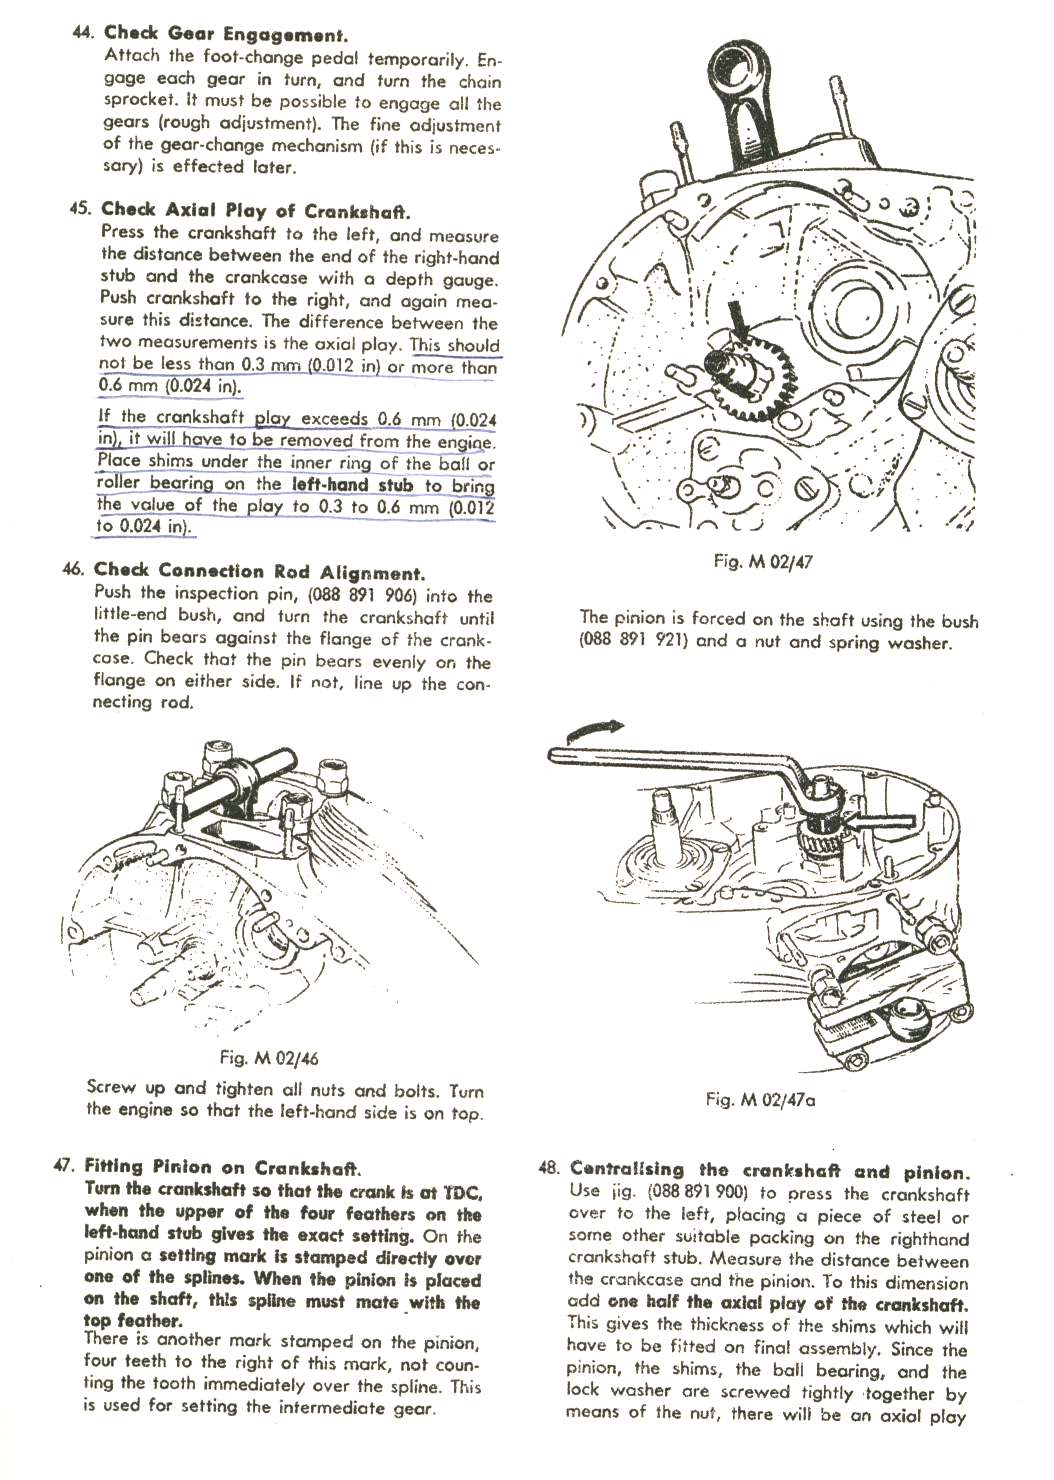 44. Check Gear Engagement.
Attach the foot-change pedal temporarily. En-
gage each gear in turn, and turn the chain
sprocket. It must be possible to engage all the
gears (rough adjustment). The fine adjustment
of the gear-change mechanism (if this is neces-
sary) is effected later.
45. Check Axial Play of Crankshaft.
Press the crankshaft to the left, and measure
the distance between the end of the right-hand
stub and the crankcase with a depth gauge.
Push crankshaft to the right, and again mea-
sure this distance. The difference between the
two measurements is the axial play. This should
not be less than 0.3 mm (0.012 in) or more than
0.6 mm (0.024 in).
If the crankshaft play exceeds 0.6 mm (0.024
in), it will have to be removed from the engine.
Place shims under the inner ring of the ball or
roller bearing on the left-hand stub to bring
the value of the play to 0.3 to 0.6 mm (0.012
to 0.024 in).
46. Check Connection Rod Alignment.
Push the inspection pin, (088 891 906) into the
little-end bush, and turn the crankshaft until
the pin bears against the flange of the crank-
case. Check that the pin bears evenly on the
flange on either side. If not, line up the con-
necting rod.
Fig. M 02/46
Screw up and tighten all nuts and bolts. Turn
the engine so that the left-hand side is on top.
47. Fitting Pinion on Crankshaft.
Turn the crankshaft so that the crank is at TDC,
when the upper of the four feathers on the
left-hand stub gives the exact setting. On the
pinion a setting mark is stamped directly over
one of the splines. When the pinion is placed
on the shaft, this spline must mate with the
top feather.
There is another mark stamped on the pinion,
four teeth to the right of this mark, not coun-
ting the tooth immediately over the spline. This
is used for setting the intermediate gear.
Fig. M 02/47
The pinion is forced on the shaft using the bush
(088 891 921) and a nut and spring washer.
Fig. M 02/47a
48. Centralising the crankshaft and pinion.
Use jig. (088 891 900) to press the crankshaft
over to the left, placing a piece of steel or
some other suitable packing on the righthand
crankshaft stub. Measure the distance between
the crankcase and the pinion. To this dimension
add one half the axial play of the crankshaft.
This gives the thickness of the shims which will
have to be fitted on final assembly. Since the
pinion, the shims, the ball bearing, and the
lock washer are screwed tightly together by
means of the nut, there will be an axial play